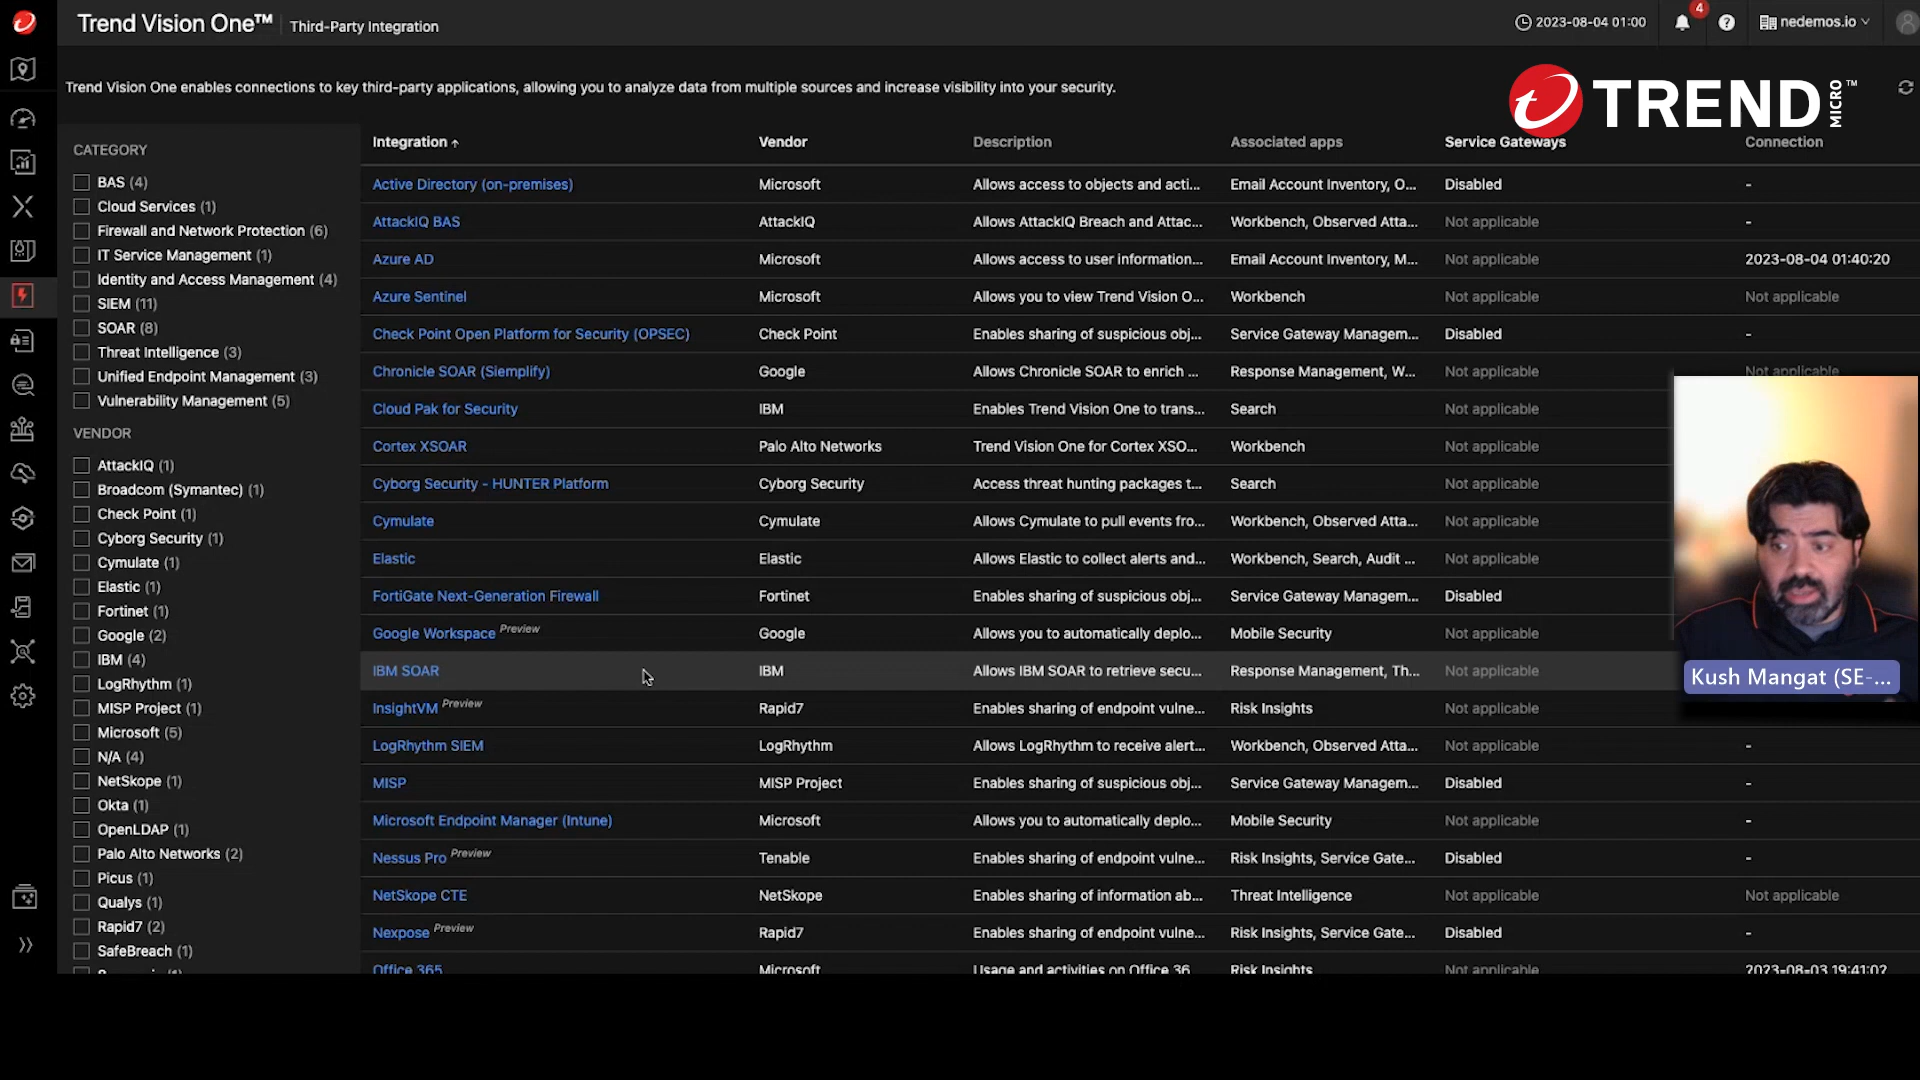 Trend Vision One™ Third-Party Integration
2023-08-04 01:00
4
nedemos.io
Trend Vision One enables connections to key third-party applications, allowing you to analyze data from multiple sources and increase visibility into your security.
TREND MICRO™
CATEGORY
BAS (4)
Cloud Services (1)
Firewall and Network Protection (6)
IT Service Management (1)
Identity and Access Management (4)
SIEM (11)
SOAR (8)
Threat Intelligence (3)
Unified Endpoint Management (3)
Vulnerability Management (5)
VENDOR
AttackIQ (1)
Broadcom (Symantec) (1)
Check Point (1)
Cyborg Security (1)
Cymulate (1)
Elastic (1)
Fortinet (1)
Google (2)
IBM (4)
LogRhythm (1)
MISP Project (1)
Microsoft (5)
N/A (4)
NetSkope (1)
Okta (1)
OpenLDAP (1)
Palo Alto Networks (2)
Picus (1)
Qualys (1)
Rapid7 (2)
SafeBreach (1)
Integration Vendor Description Associated apps Service Gateways Connection
Active Directory (on-premises) Microsoft Allows access to objects and acti... Email Account Inventory, O... Disabled -
AttackIQ BAS AttackIQ Allows AttackIQ Breach and Attac... Workbench, Observed Atta... Not applicable -
Azure AD Microsoft Allows access to user information... Email Account Inventory, M... Not applicable 2023-08-04 01:40:20
Azure Sentinel Microsoft Allows you to view Trend Vision O... Workbench Not applicable Not applicable
Check Point Open Platform for Security (OPSEC) Check Point Enables sharing of suspicious obj... Service Gateway Managem... Disabled -
Chronicle SOAR (Siemplify) Google Allows Chronicle SOAR to enrich ... Response Management, W... Not applicable Not applicable
Cloud Pak for Security IBM Enables Trend Vision One to trans... Search Not applicable
Cortex XSOAR Palo Alto Networks Trend Vision One for Cortex XSO... Workbench Not applicable
Cyborg Security - HUNTER Platform Cyborg Security Access threat hunting packages t... Search Not applicable
Cymulate Cymulate Allows Cymulate to pull events fro... Workbench, Observed Atta... Not applicable
Elastic Elastic Allows Elastic to collect alerts and... Workbench, Search, Audit ... Not applicable
FortiGate Next-Generation Firewall Fortinet Enables sharing of suspicious obj... Service Gateway Managem... Disabled
Google Workspace Preview Google Allows you to automatically deplo... Mobile Security Not applicable
IBM SOAR IBM Allows IBM SOAR to retrieve secu... Response Management, Th... Not applicable
InsightVM Preview Rapid7 Enables sharing of endpoint vulne... Risk Insights Not applicable
LogRhythm SIEM LogRhythm Allows LogRhythm to receive alert... Workbench, Observed Atta... Not applicable -
MISP MISP Project Enables sharing of suspicious obj... Service Gateway Managem... Disabled -
Microsoft Endpoint Manager (Intune) Microsoft Allows you to automatically deplo... Mobile Security Not applicable -
Nessus Pro Preview Tenable Enables sharing of endpoint vulne... Risk Insights, Service Gate... Disabled -
NetSkope CTE NetSkope Enables sharing of information ab... Threat Intelligence Not applicable Not applicable
Nexpose Preview Rapid7 Enables sharing of endpoint vulne... Risk Insights, Service Gate... Disabled -
Office 365 Microsoft Usage and activities on Office 36 Risk Insights Not applicable 2023-08-03 19:41:02
Kush Mangat (SE-...